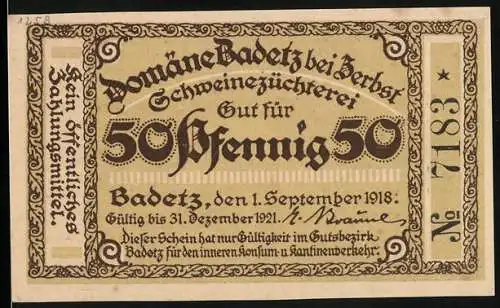 1258
Domäne Badetz bei Zerbst
Schweinezüchterei
Gut für
50 Pfennig 50
Badetz, den 1. September 1918.
Gültig bis 31. Dezember 1921.
Dieser Schein hat nur Gültigkeit im Gutsbezirk
Badetz für den inneren Konsum- u. Kantinenverkehr.
Kein öffentliches
Zahlungsmittel.
№ 7183 *